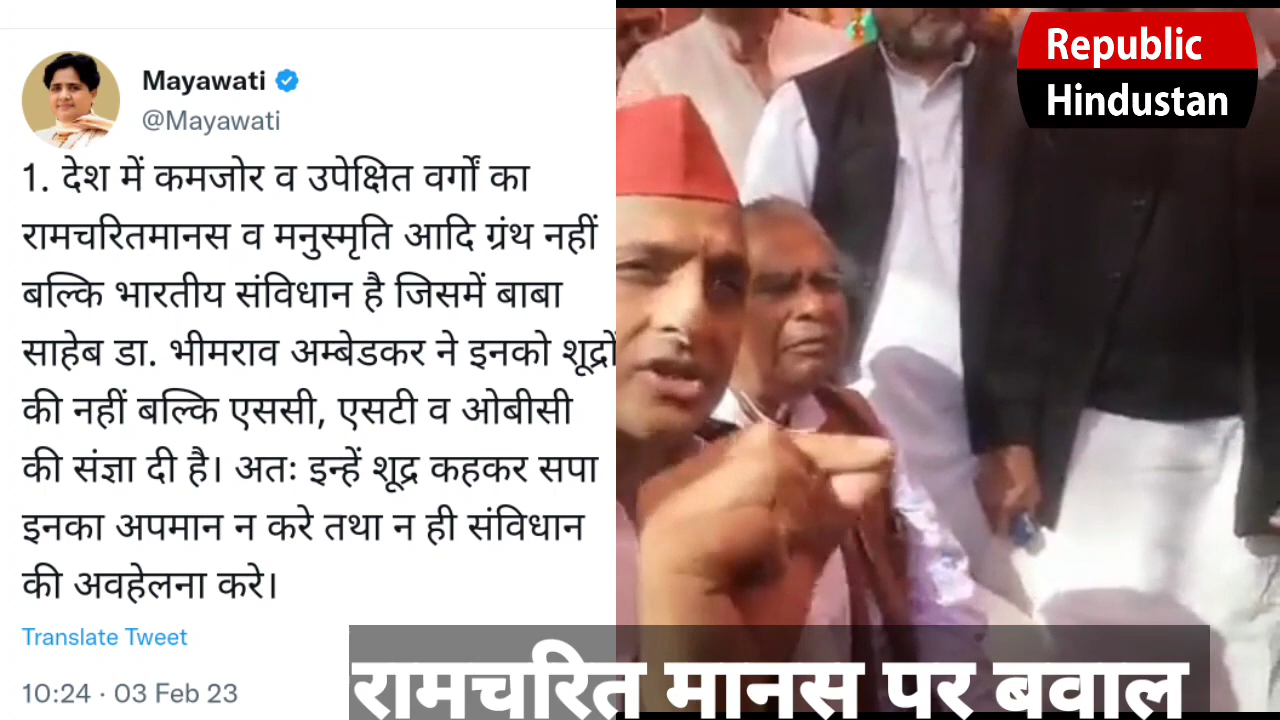 Mayawati
@Mayawati
1. देश में कमजोर व उपेक्षित वर्गों का
रामचरितमानस व मनुस्मृति आदि ग्रंथ नहीं
बल्कि भारतीय संविधान है जिसमें बाबा
साहेब डा. भीमराव अम्बेडकर ने इनको शूद्रों
की नहीं बल्कि एससी, एसटी व ओबीसी
की संज्ञा दी है। अतः इन्हें शूद्र कहकर सपा
इनका अपमान न करे तथा न ही संविधान
की अवहेलना करे।
Translate Tweet
10:24 · 03 Feb 23
Republic
Hindustan
रामचरित मानस पर बवाल